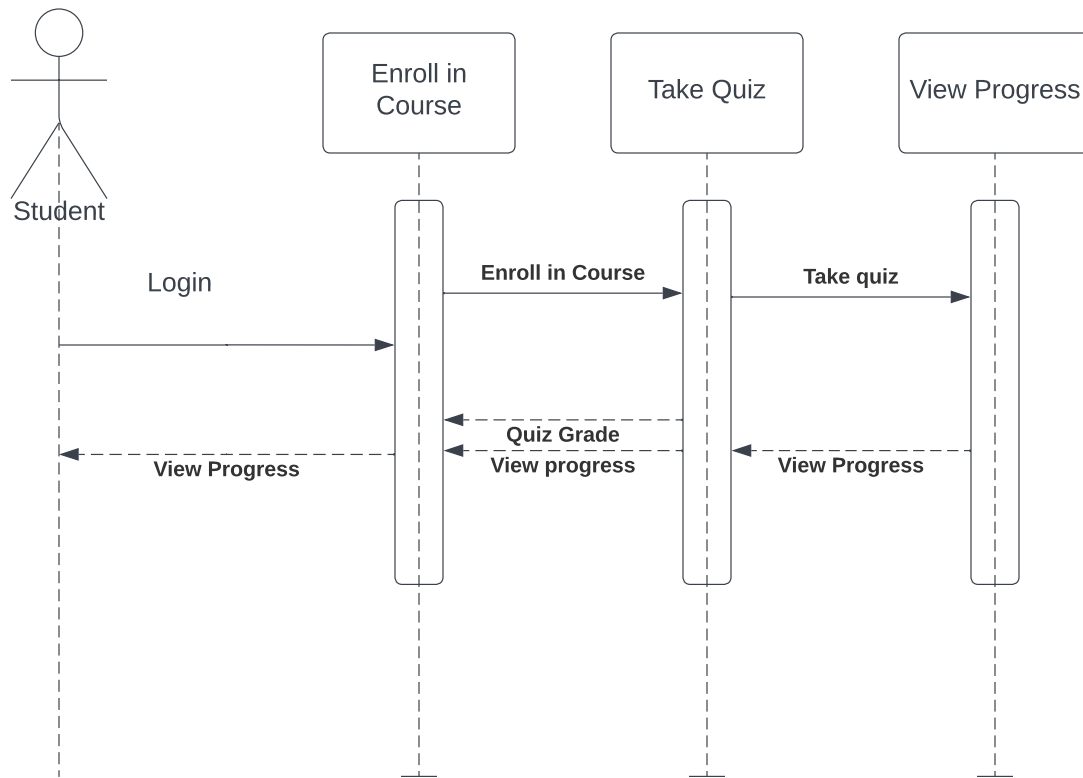 Enroll in
Course
Take Quiz
View Progress
Student
Login
Enroll in Course
Take quiz
Quiz Grade
View Progress
View progress
View Progress